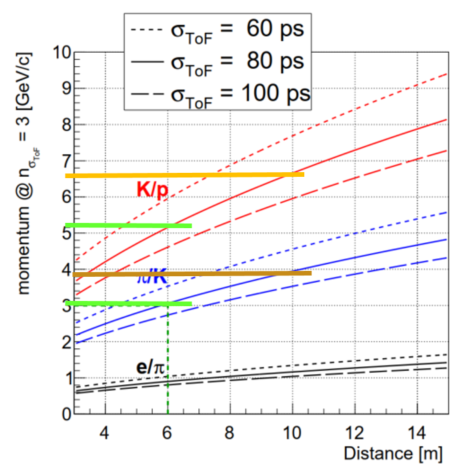 σToF = 60 ps
σToF = 80 ps
σToF = 100 ps
momentum @ nσToF = 3 [GeV/c]
10
9
8
7
6
5
4
3
2
1
0
K/p
π/K
e/π
4 6 8 10 12 14
Distance [m]